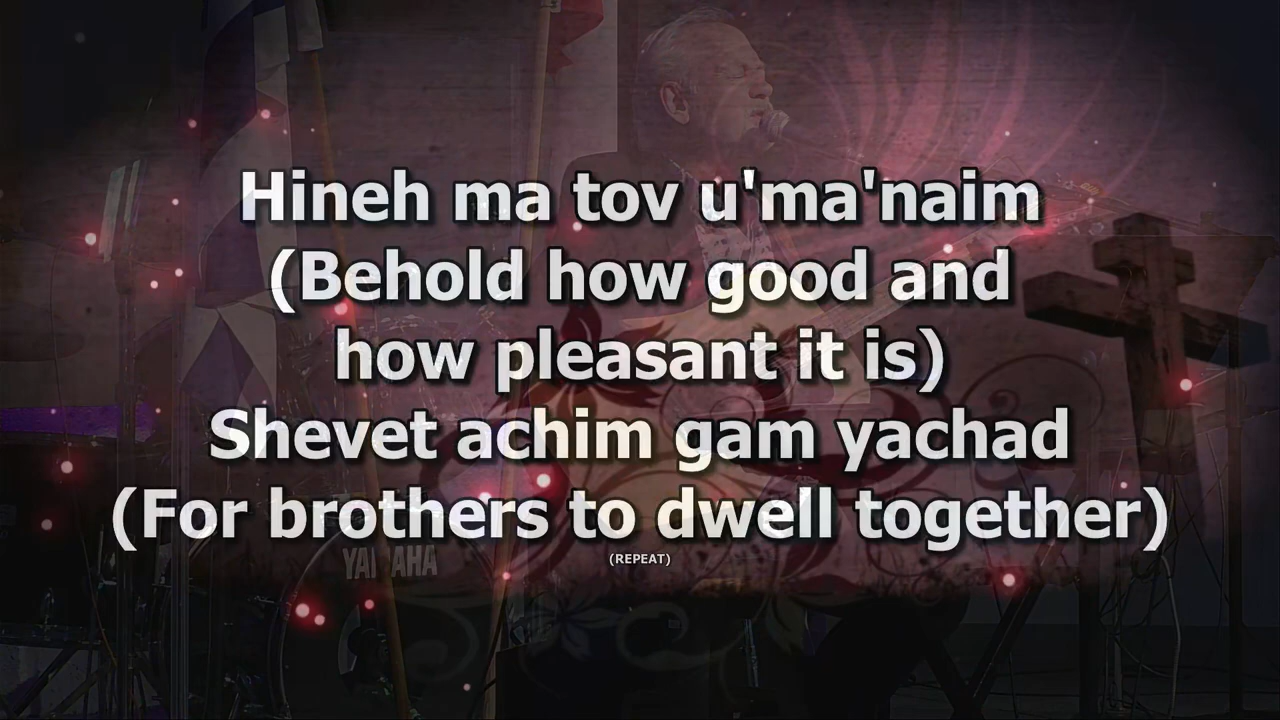 Hineh ma tov u'ma'naim
(Behold how good and
how pleasant it is)
Shevet achim gam yachad
(For brothers to dwell together)
(REPEAT)
YAMAHA